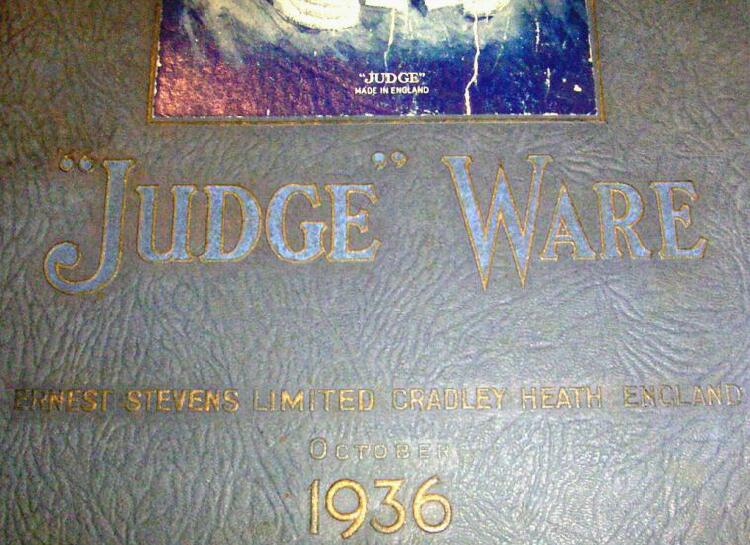 "JUDGE"
MADE IN ENGLAND
"JUDGE" WARE
ERNEST STEVENS LIMITED CRADLEY HEATH ENGLAND
OCTOBER
1936